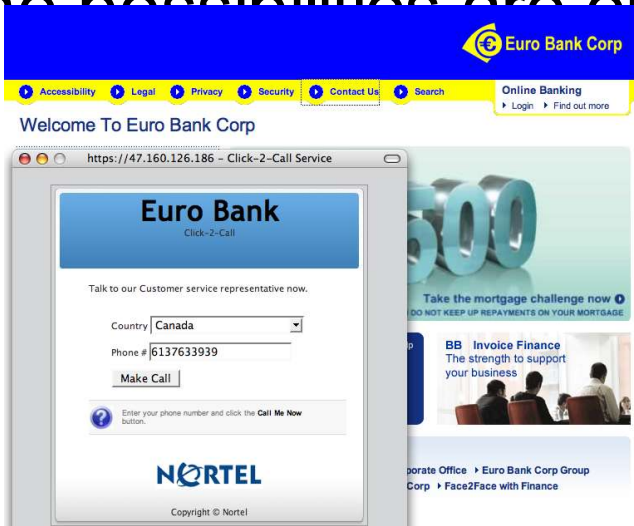 Euro Bank Corp
Accessibility Legal Privacy Security Contact Us Search
Online Banking
Login Find out more
Welcome To Euro Bank Corp
https://47.160.126.186 – Click-2-Call Service
Euro Bank
Click-2-Call
Talk to our Customer service representative now.
Country Canada
Phone # 6137633939
Make Call
Enter your phone number and click the Call Me Now
button.
NORTEL
Copyright © Nortel
500
Take the mortgage challenge now
DO NOT KEEP UP REPAYMENTS ON YOUR MORTGAGE
BB Invoice Finance
The strength to support
your business
porate Office Euro Bank Corp Group
Corp Face2Face with Finance